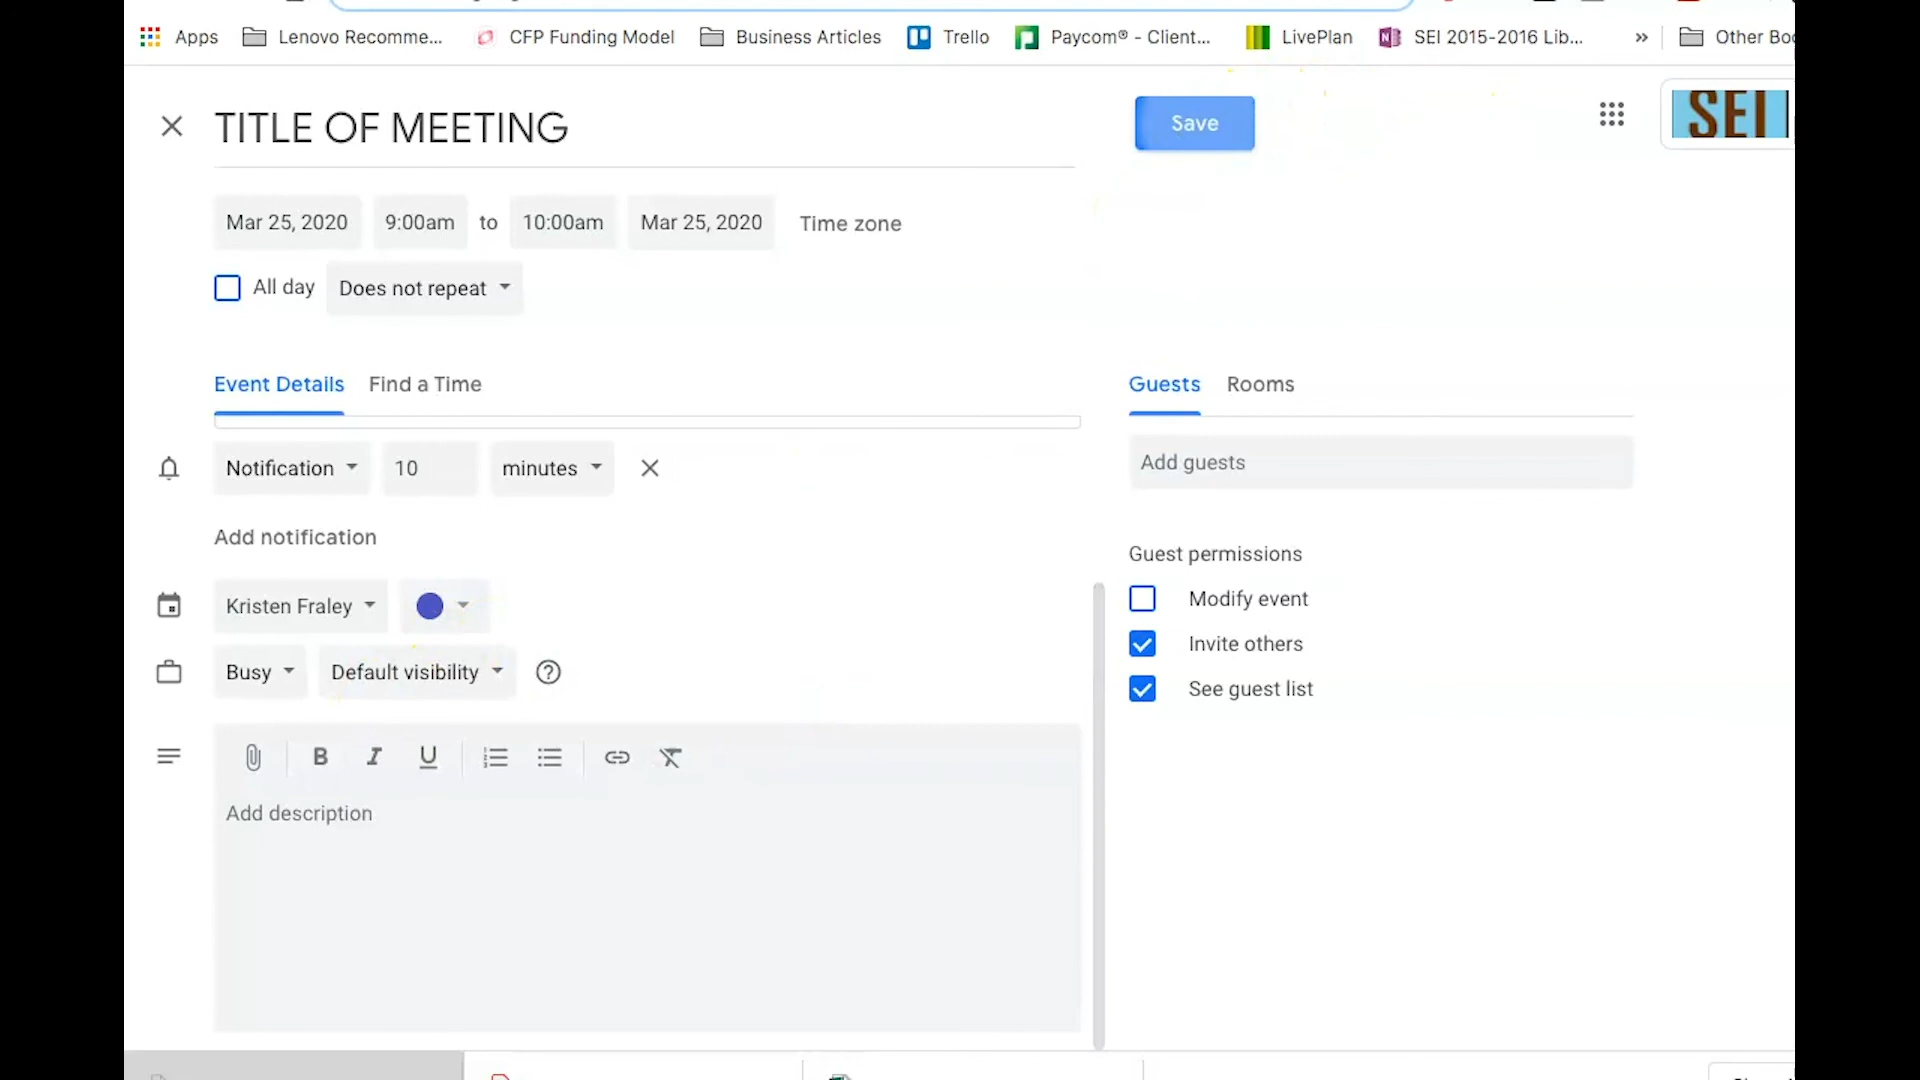 Apps Lenovo Recomme... CFP Funding Model Business Articles Trello Paycom® - Client... LivePlan SEI 2015-2016 Lib... » Other Boo
TITLE OF MEETING
Save
SEI
Mar 25, 2020 9:00am to 10:00am Mar 25, 2020 Time zone
All day Does not repeat
Event Details Find a Time
Guests Rooms
Notification 10 minutes
Add guests
Add notification
Guest permissions
Kristen Fraley
Modify event
Invite others
Busy Default visibility
See guest list
B I U
Add description